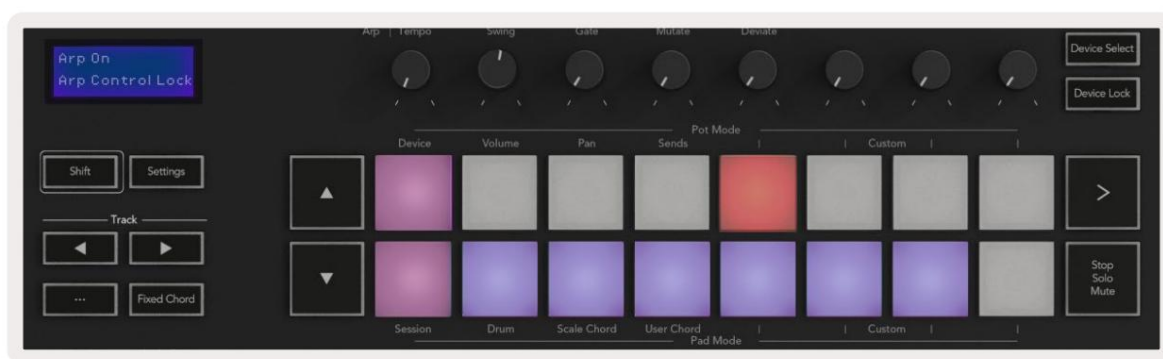 Arp | Tempo Swing Gate Mutate Deviate
Arp On
Arp Control Lock
Device Select
Device Lock
Pot Mode
Device Volume Pan Sends Custom
Shift Settings
Track
... Fixed Chord
Stop
Solo
Mute
Session Drum Scale Chord User Chord Custom
Pad Mode